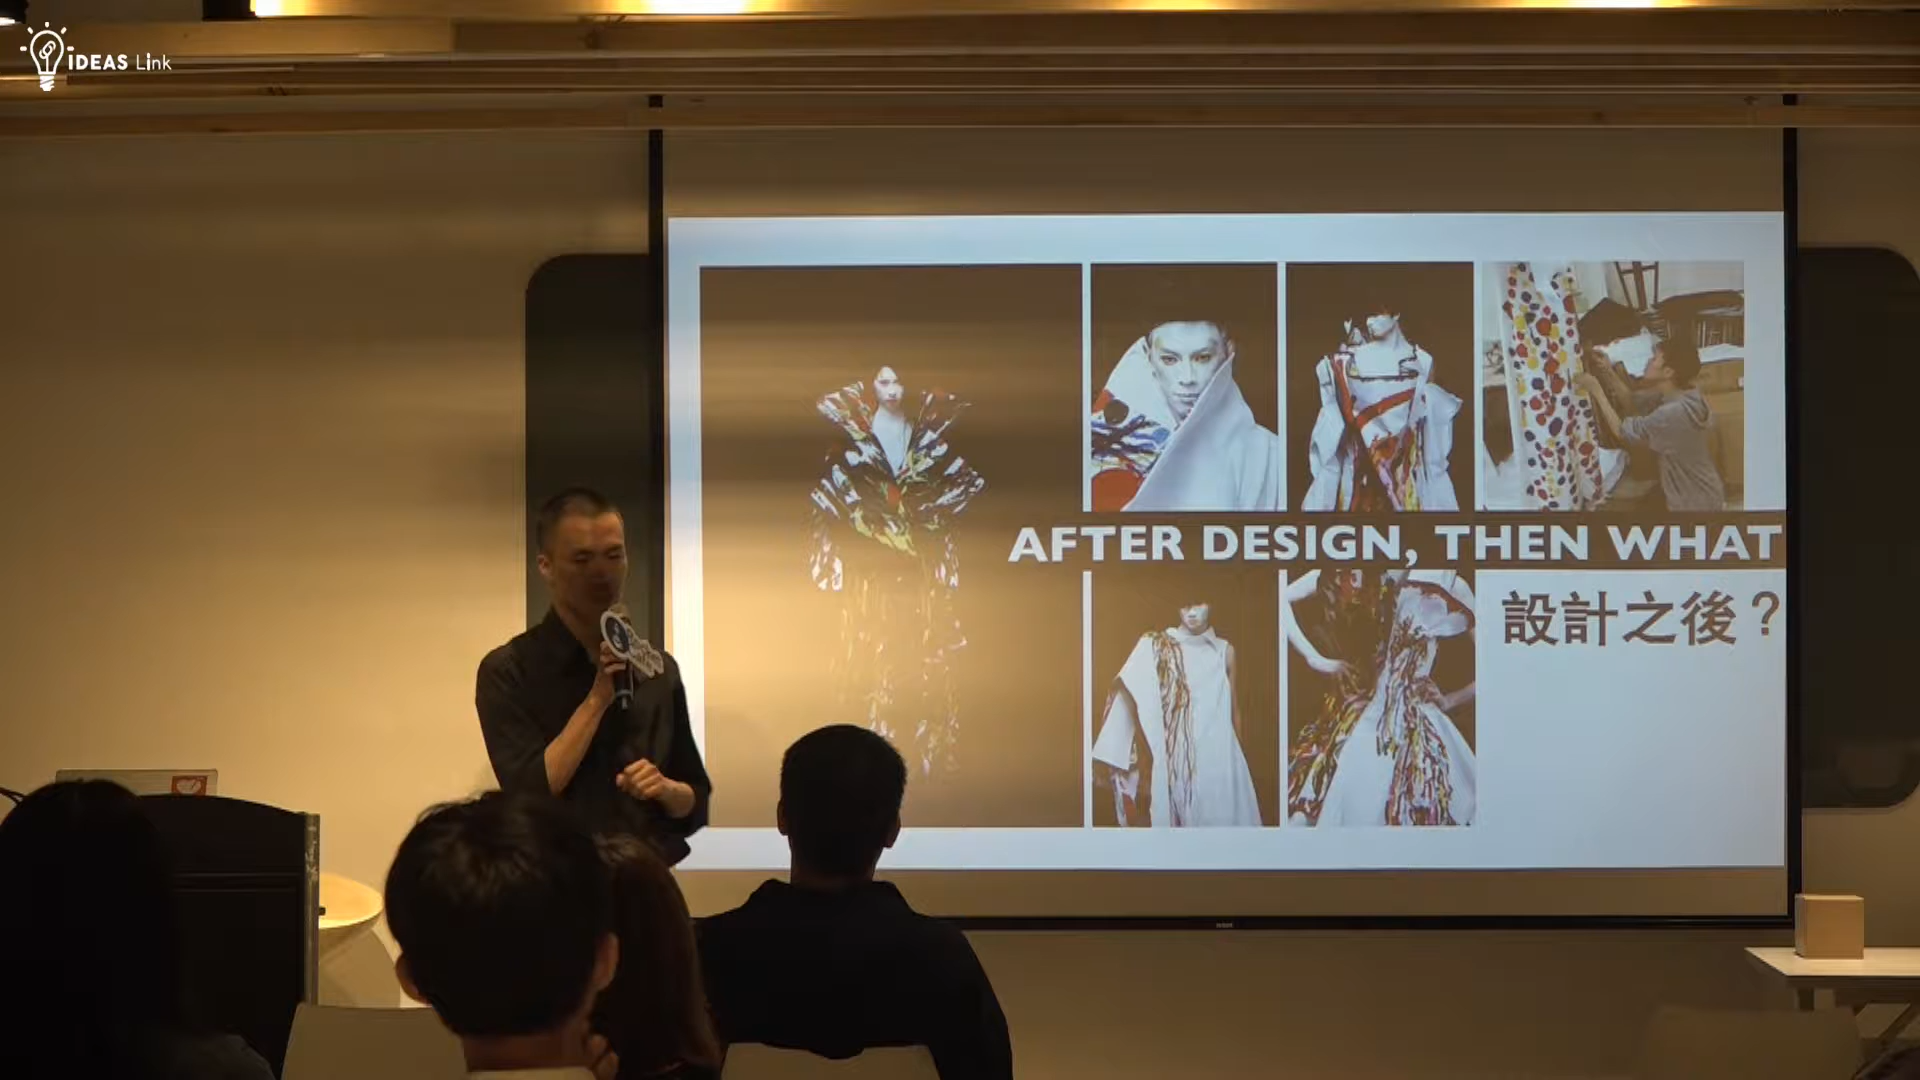 IDEAS Link
AFTER DESIGN, THEN WHAT
設計之後？